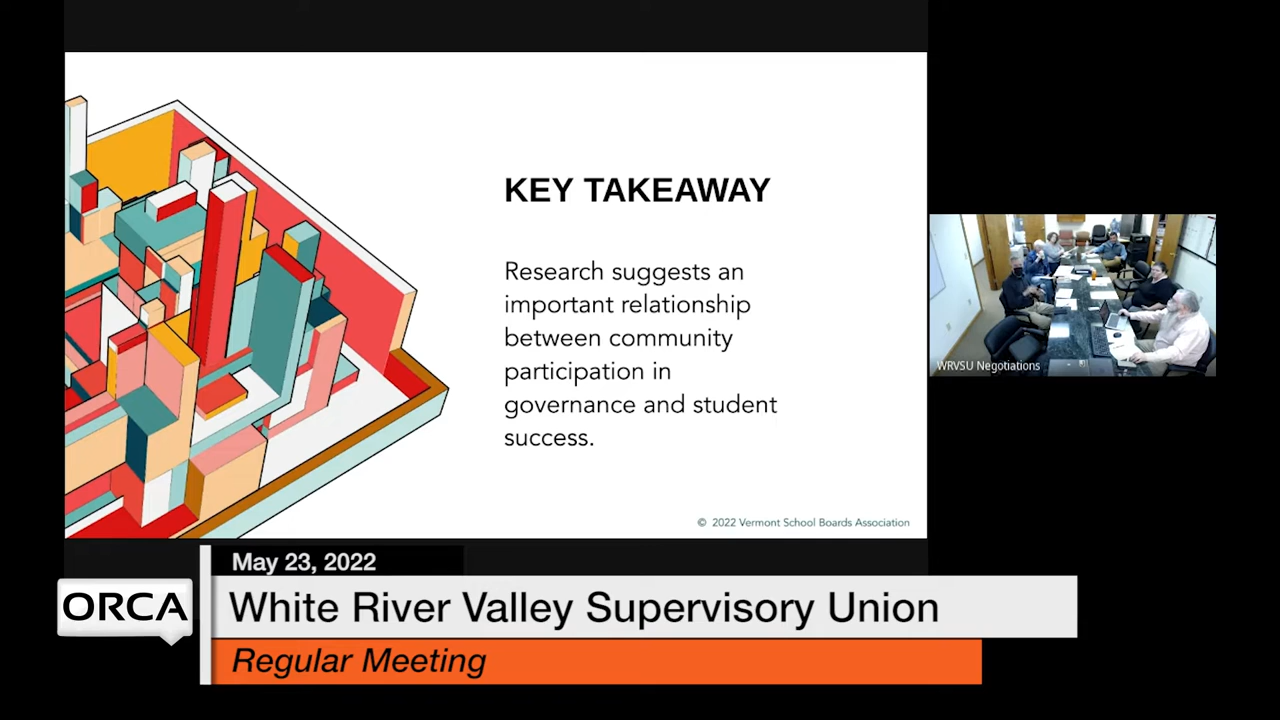 KEY TAKEAWAY
Research suggests an
important relationship
between community
participation in
governance and student
success.
© 2022 Vermont School Boards Association
WRVSU Negotiations
May 23, 2022
ORCA
White River Valley Supervisory Union
Regular Meeting